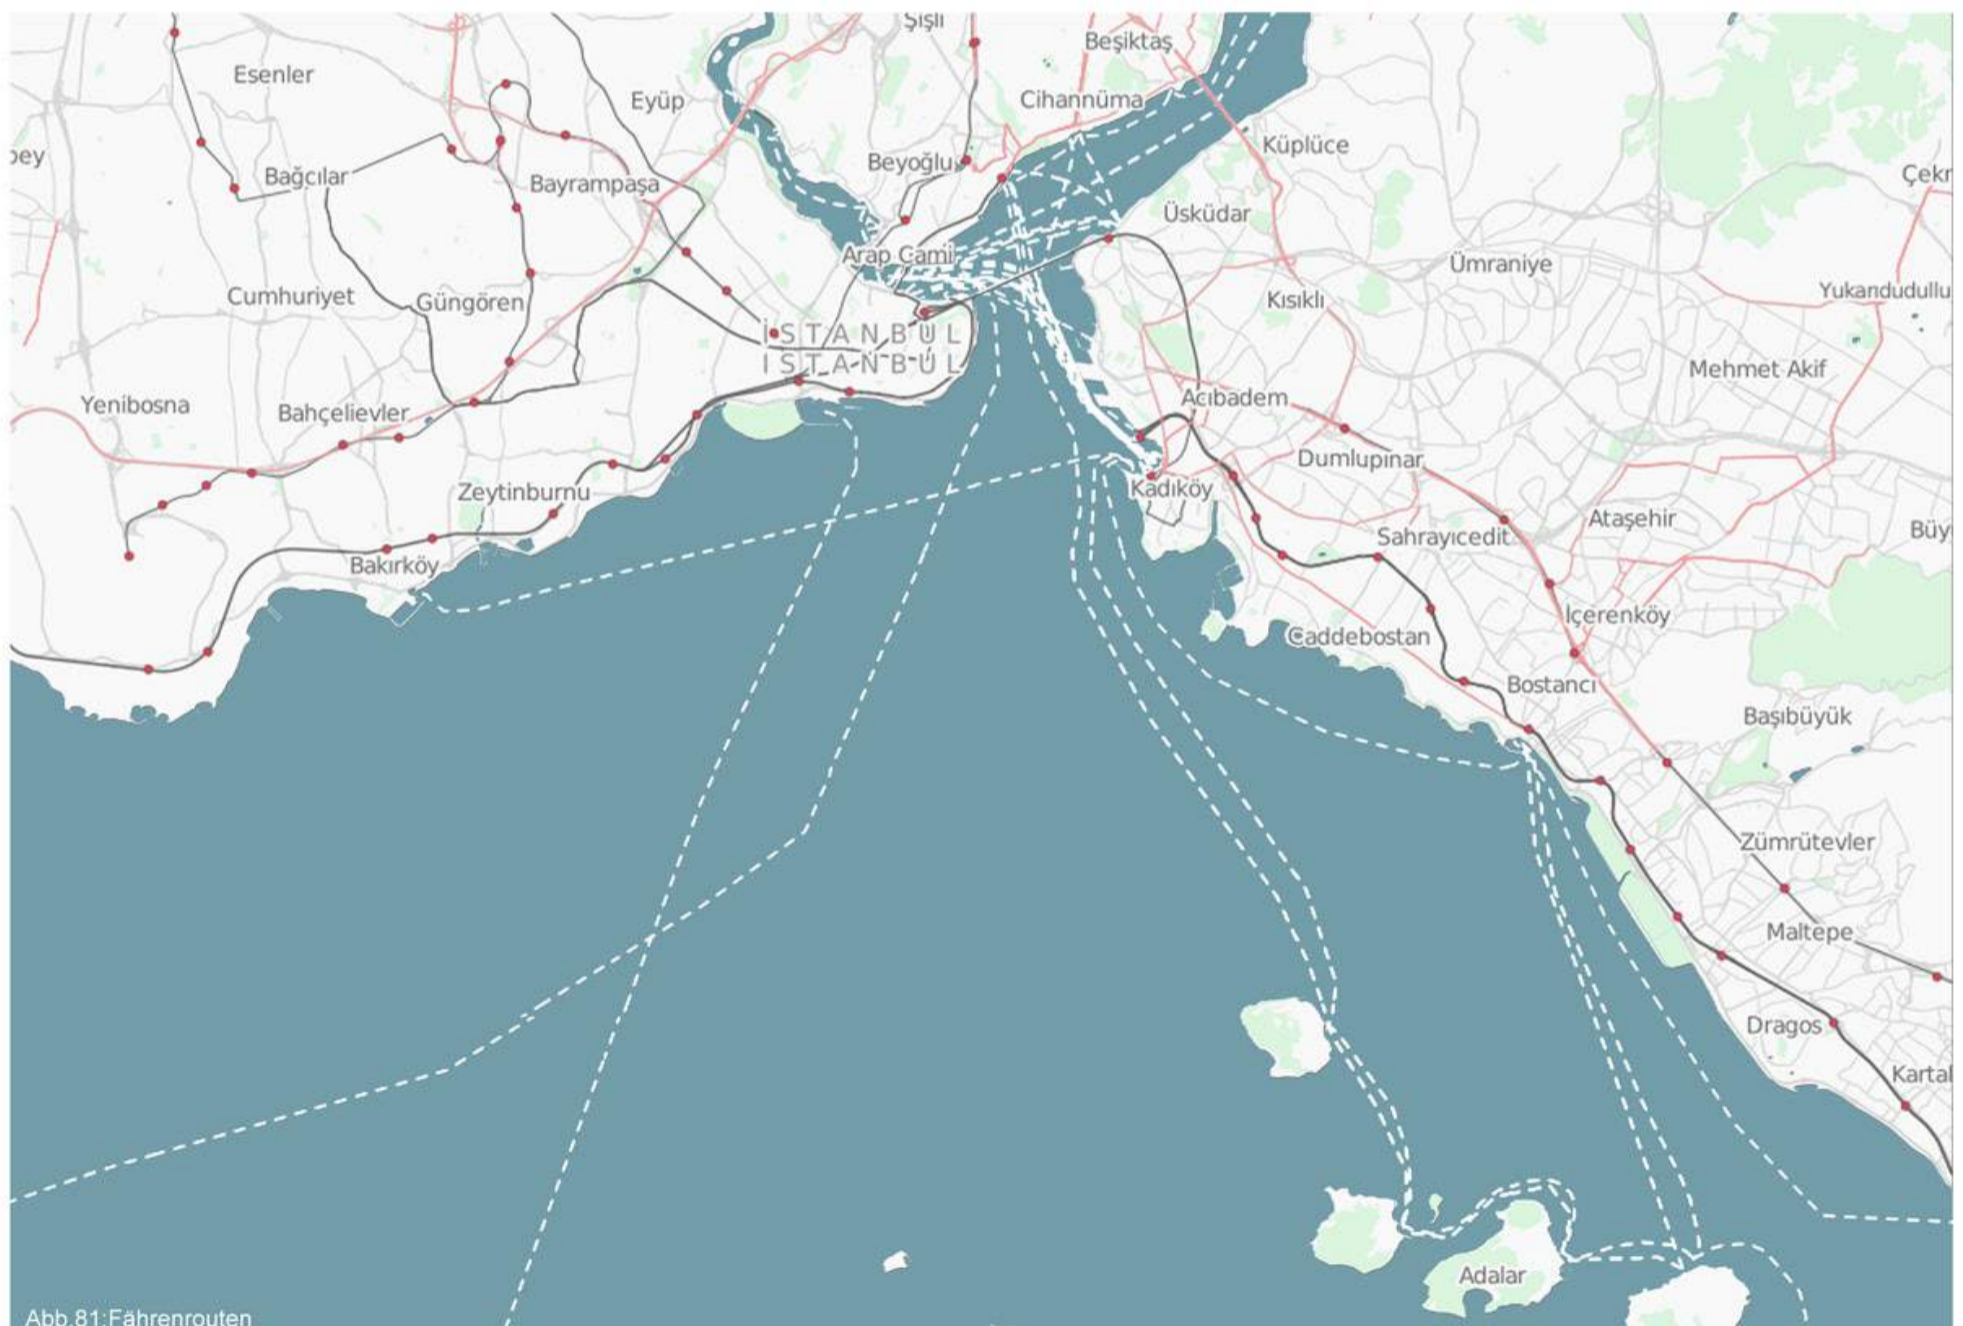 Şişli
Beşiktaş
Esenler
Eyüp
Cihannüma
Küplüce
bey
Beyoğlu
Bağcılar
Bayrampaşa
Çekr
Üsküdar
Arap Cami
Ümraniye
Cumhuriyet
Güngören
Kısıklı
Yukarıdudullu
İSTANBUL
İSTANBUL
Mehmet Akif
Acıbadem
Yenibosna
Bahçelievler
Dumlupınar
Zeytinburnu
Kadıköy
Ataşehir
Sahrayıcedit
Büy
Bakırköy
İçerenköy
Caddebostan
Bostancı
Başıbüyük
Zümrütevler
Maltepe
Dragos
Kartal
Adalar
Abb.81:Fährenrouten